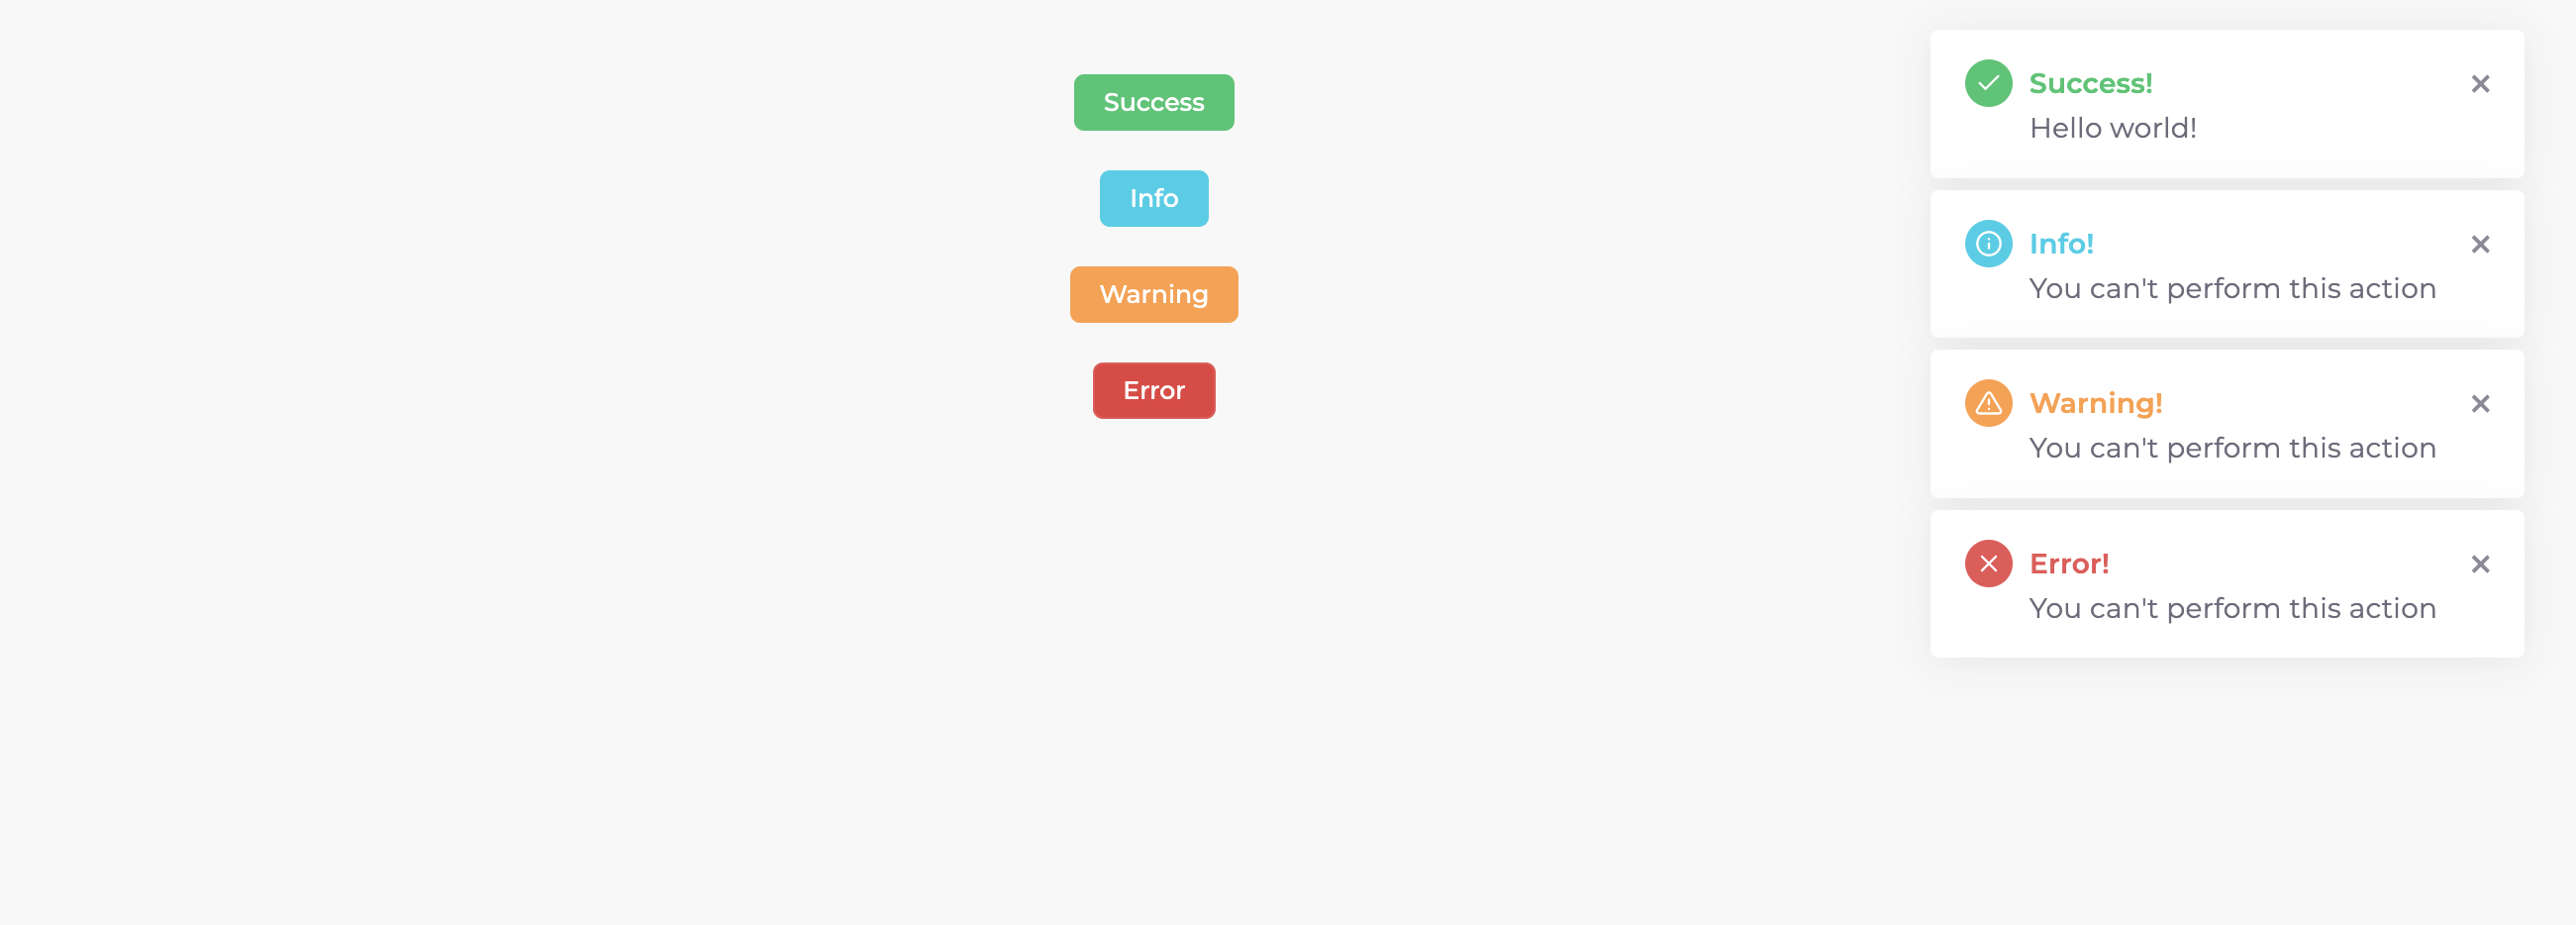 Success
Info
Warning
Error
Success!
Hello world!
Info!
You can't perform this action
Warning!
You can't perform this action
Error!
You can't perform this action